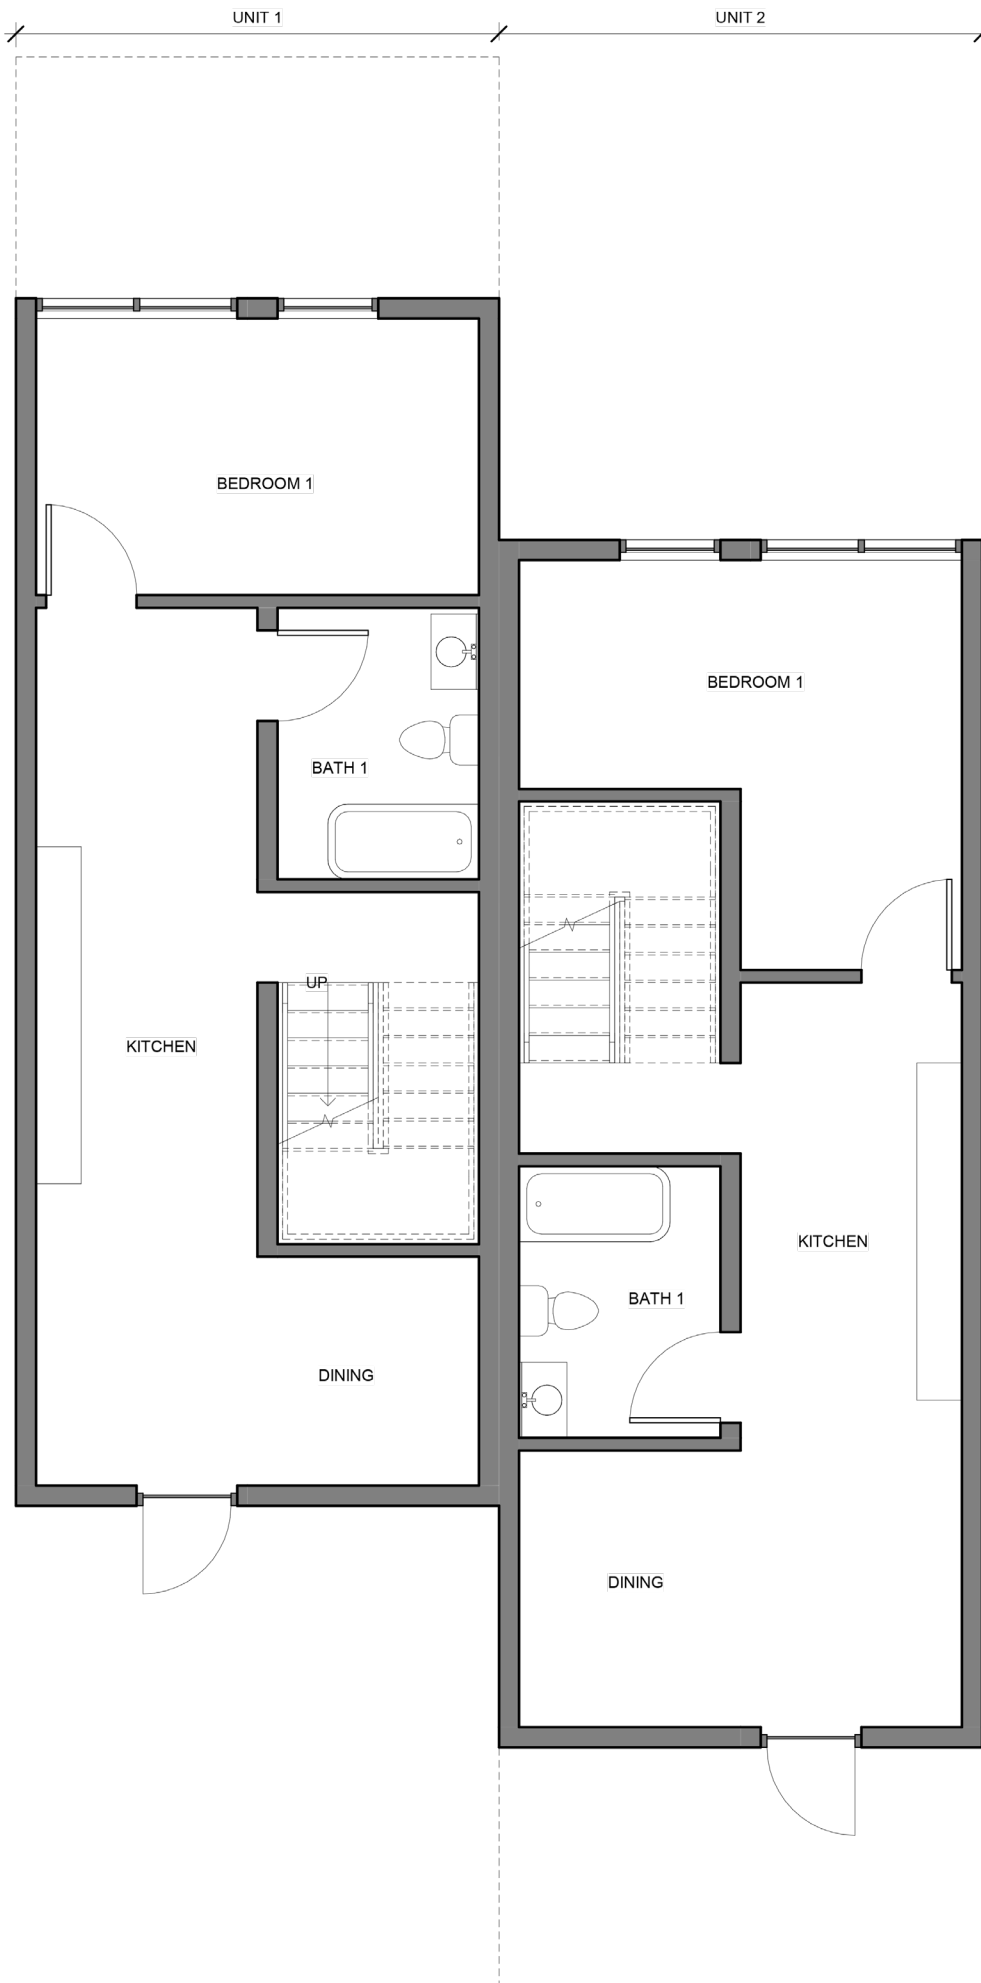 UNIT 1
UNIT 2
BEDROOM 1
BEDROOM 1
BATH 1
UP
KITCHEN
KITCHEN
BATH 1
DINING
DINING